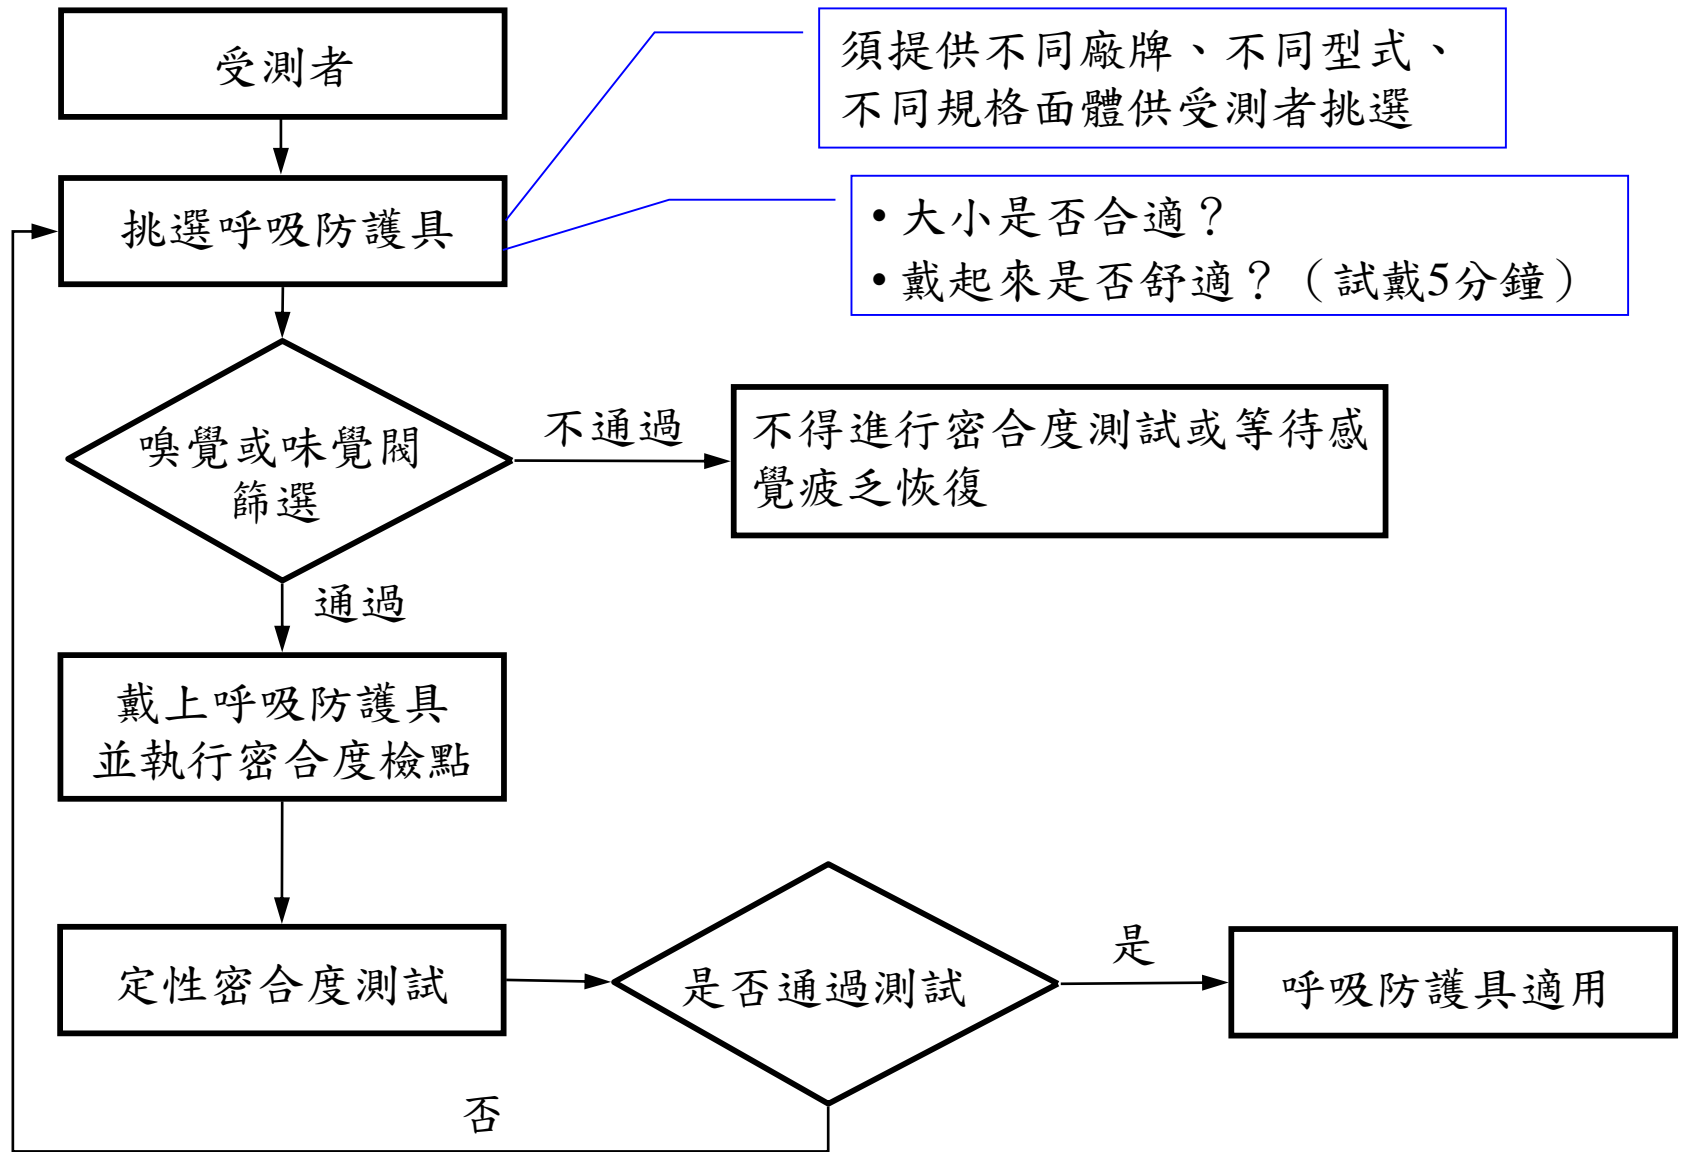 受測者
須提供不同廠牌、不同型式、
不同規格面體供受測者挑選
挑選呼吸防護具
•大小是否合適？
•戴起來是否舒適？（試戴5分鐘）
嗅覺或味覺閥
篩選
不通過
不得進行密合度測試或等待感
覺疲乏恢復
通過
戴上呼吸防護具
並執行密合度檢點
定性密合度測試
是否通過測試
是
呼吸防護具適用
否